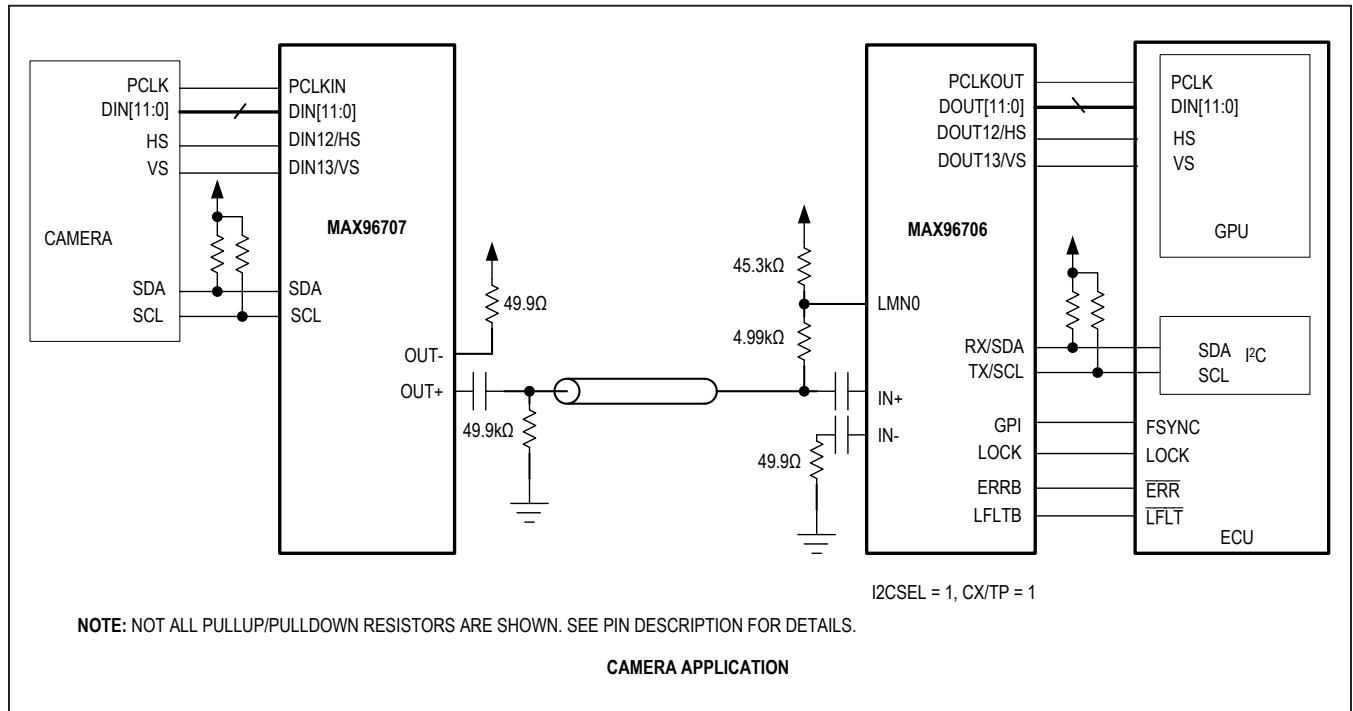 CAMERA
PCLK
DIN[11:0]
HS
VS
SDA
SCL
PCLKIN
DIN[11:0]
DIN12/HS
DIN13/VS
MAX96707
SDA
SCL
OUT-
OUT+
49.9Ω
49.9kΩ
45.3kΩ
4.99kΩ
49.9Ω
LMN0
IN+
IN-
MAX96706
PCLKOUT
DOUT[11:0]
DOUT12/HS
DOUT13/VS
RX/SDA
TX/SCL
GPI
LOCK
ERRB
LFLTB
PCLK
DIN[11:0]
HS
VS
GPU
SDA I²C
SCL
FSYNC
LOCK
ERR
LFLT
ECU
I2CSEL = 1, CX/TP = 1
NOTE: NOT ALL PULLUP/PULLDOWN RESISTORS ARE SHOWN. SEE PIN DESCRIPTION FOR DETAILS.
CAMERA APPLICATION